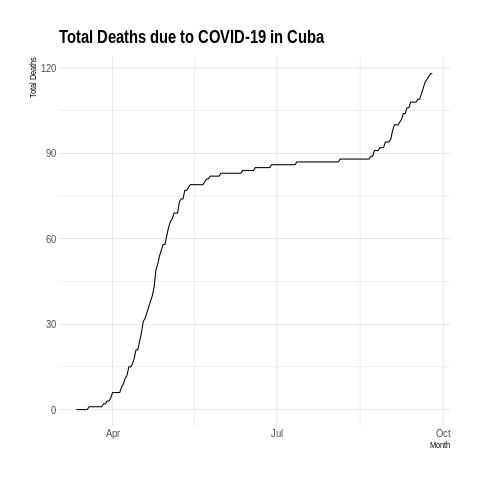 Total Deaths due to COVID-19 in Cuba
Total Deaths
120
90
60
30
0
Apr
Jul
Oct
Month